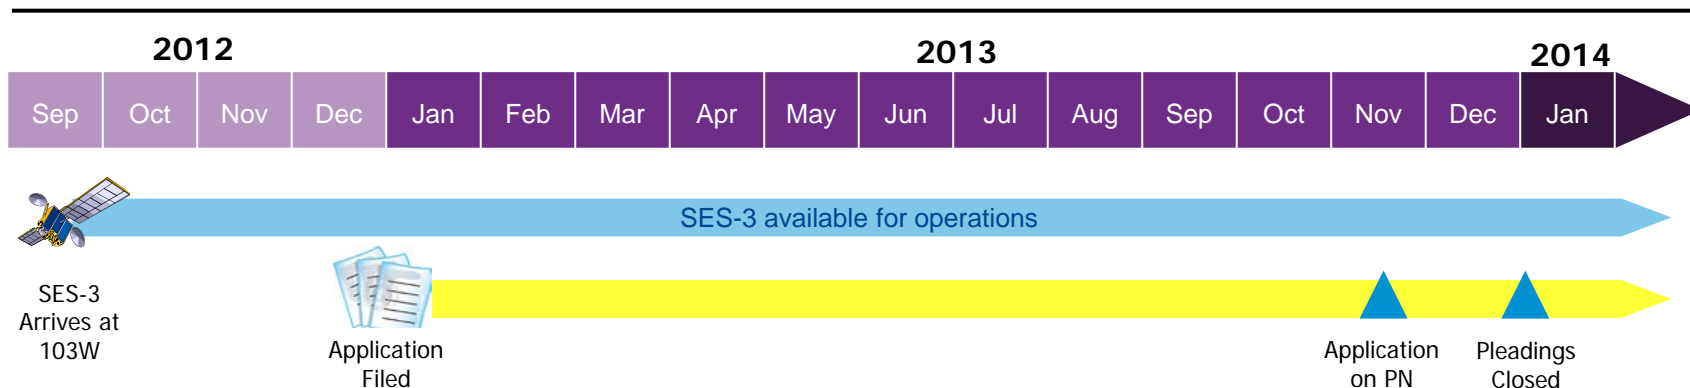 2012 2013 2014
Sep Oct Nov Dec Jan Feb Mar Apr May Jun Jul Aug Sep Oct Nov Dec Jan
SES-3 available for operations
SES-3
Arrives at
103W
Application
Filed
Application
on PN
Pleadings
Closed